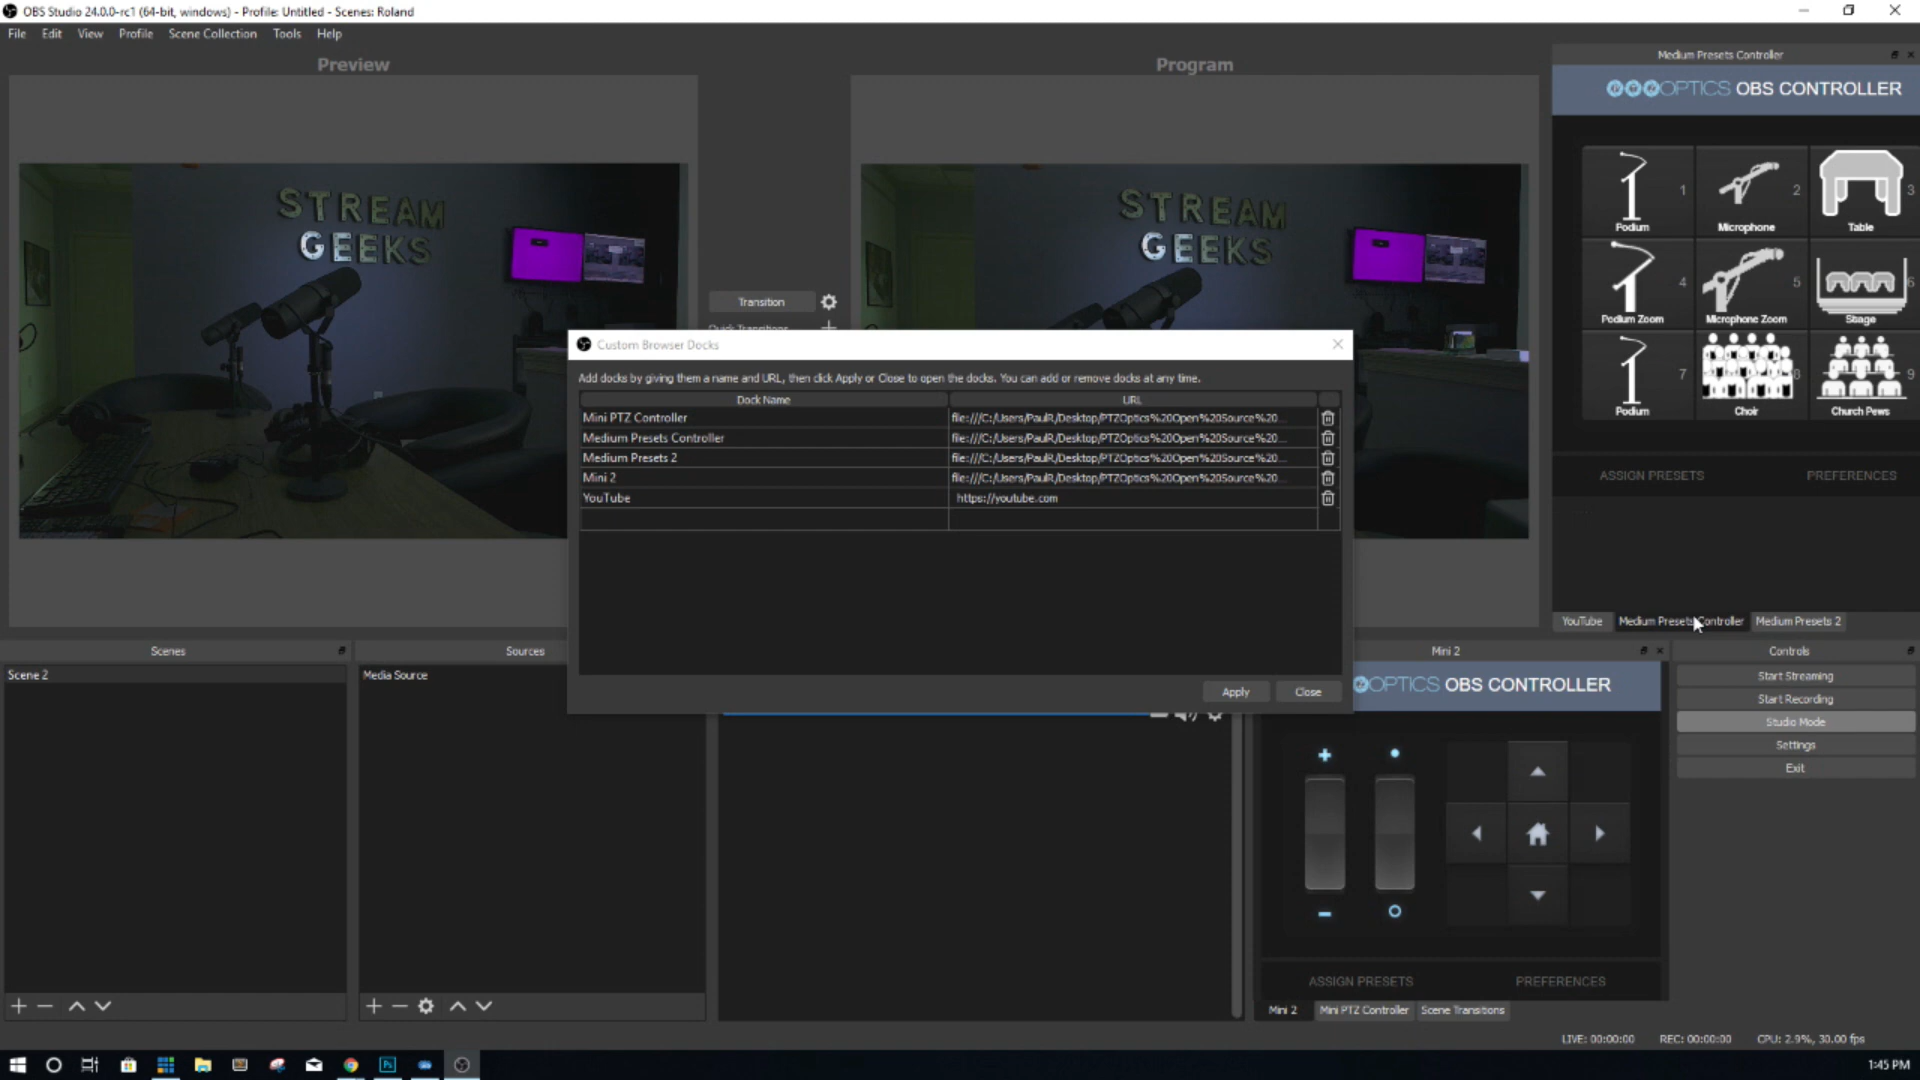 OBS Studio 24.0.0-rc1 (64-bit, windows) - Profile: Untitled - Scenes: Roland
File Edit View Profile Scene Collection Tools Help
Preview
Program
Medium Presets Controller
OPTICS OBS CONTROLLER
STREAM
GEEKS
STREAM
GEEKS
1 2 3
Podium Microphone Table
4 5 6
Podium Zoom Microphone Zoom Stage
7 8 9
Podium Choir Church Pews
ASSIGN PRESETS PREFERENCES
Transition
Quick Transitions
Custom Browser Docks
Add docks by giving them a name and URL, then click Apply or Close to open the docks. You can add or remove docks at any time.
Dock Name URL
Mini PTZ Controller file:///C:/Users/PaulR/Desktop/PTZOptics%20Open%20Source%20...
Medium Presets Controller file:///C:/Users/PaulR/Desktop/PTZOptics%20Open%20Source%20...
Medium Presets 2 file:///C:/Users/PaulR/Desktop/PTZOptics%20Open%20Source%20...
Mini 2 file:///C:/Users/PaulR/Desktop/PTZOptics%20Open%20Source%20...
YouTube https://youtube.com
Apply Close
YouTube Medium Presets Controller Medium Presets 2
Scenes
Scene 2
Sources
Media Source
Mini 2
OPTICS OBS CONTROLLER
ASSIGN PRESETS PREFERENCES
Mini 2 Mini PTZ Controller Scene Transitions
Controls
Start Streaming
Start Recording
Studio Mode
Settings
Exit
LIVE: 00:00:00 REC: 00:00:00 CPU: 2.9%, 30.00 fps
Ps
1:45 PM